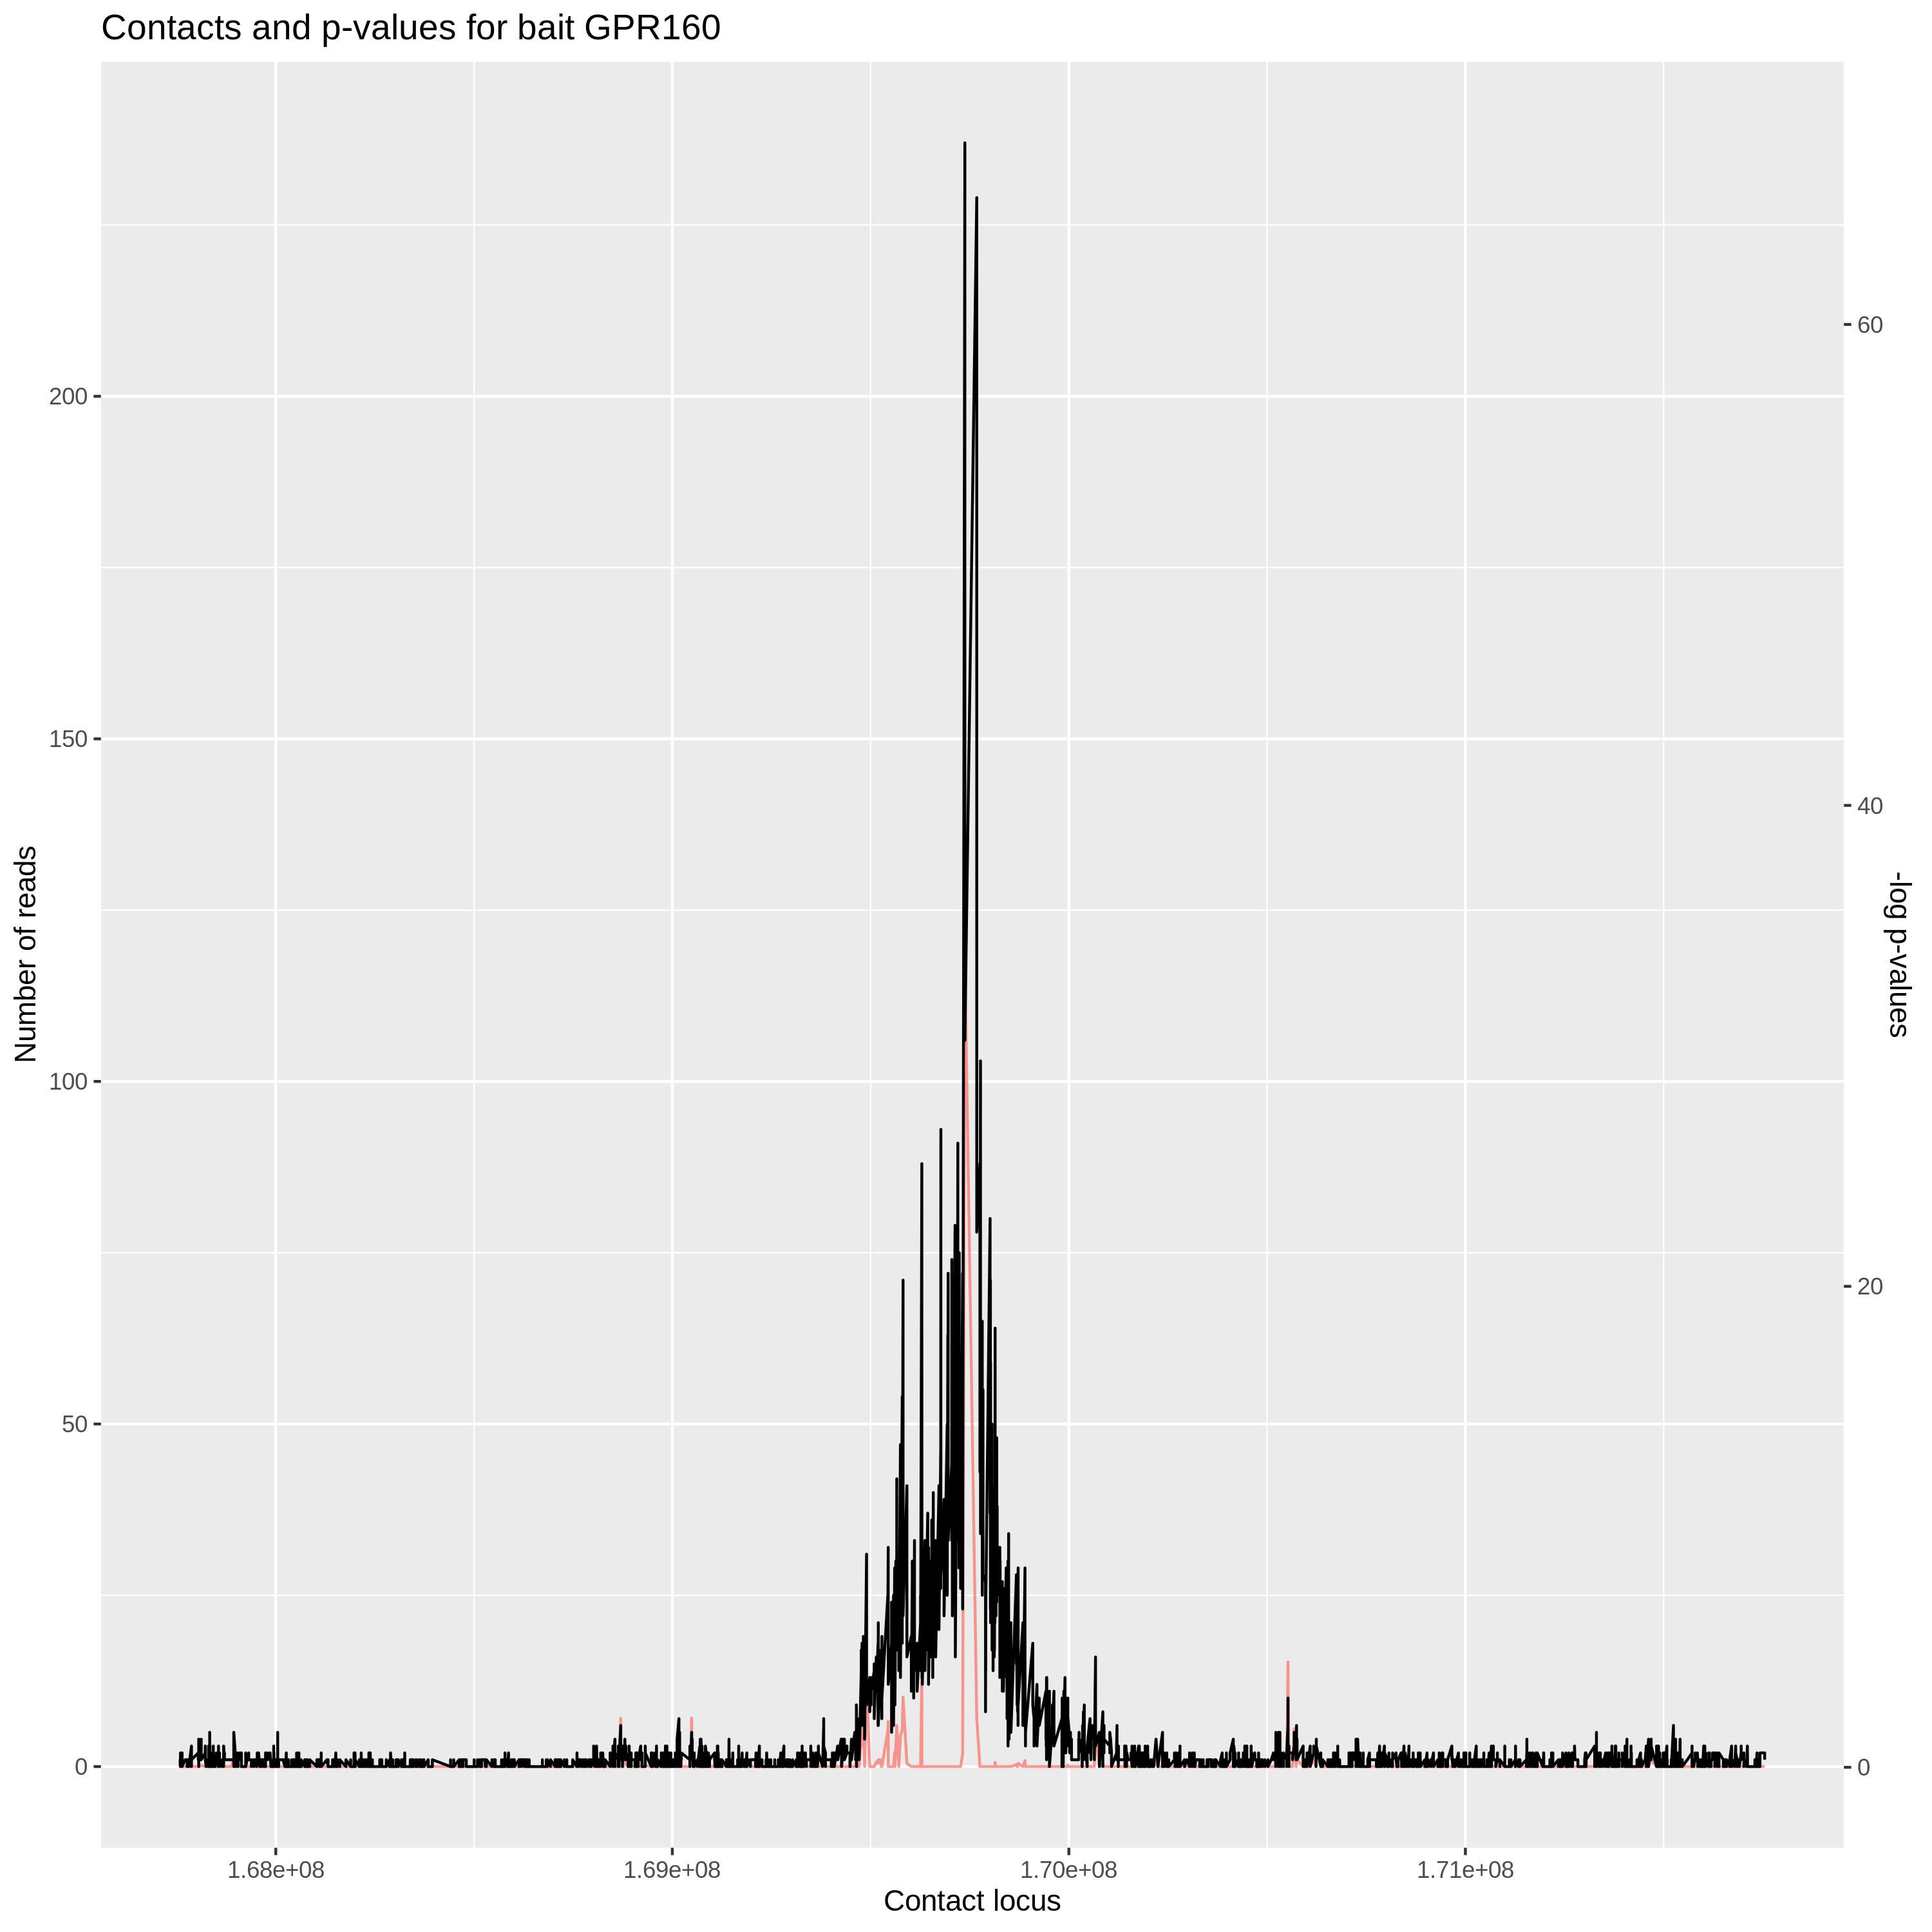 Contacts and p-values for bait GPR160
Number of reads
200
150
100
50
0
60
40
20
0
-log p-values
1.68e+08 1.69e+08 1.70e+08 1.71e+08
Contact locus